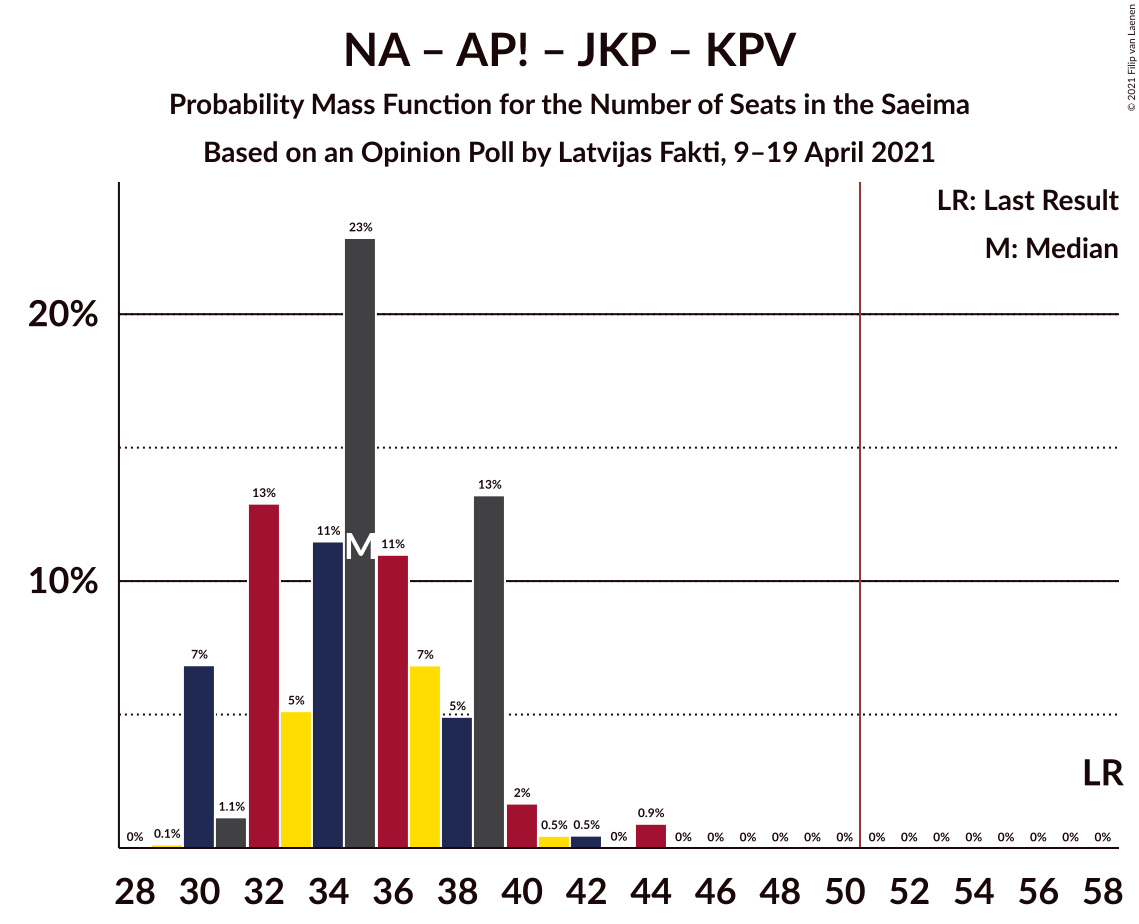 NA – AP! – JKP – KPV
Probability Mass Function for the Number of Seats in the Saeima
Based on an Opinion Poll by Latvijas Fakti, 9–19 April 2021
© 2021 Filip van Laenen
LR: Last Result
M: Median
23%
20%
13%
13%
11%
M
11%
10%
7%
7%
5%
5%
LR
2%
1.1%
0.9%
0% 0.1% 0.5% 0.5% 0% 0% 0% 0% 0% 0% 0% 0% 0% 0% 0% 0% 0% 0% 0%
28 30 32 34 36 38 40 42 44 46 48 50 52 54 56 58